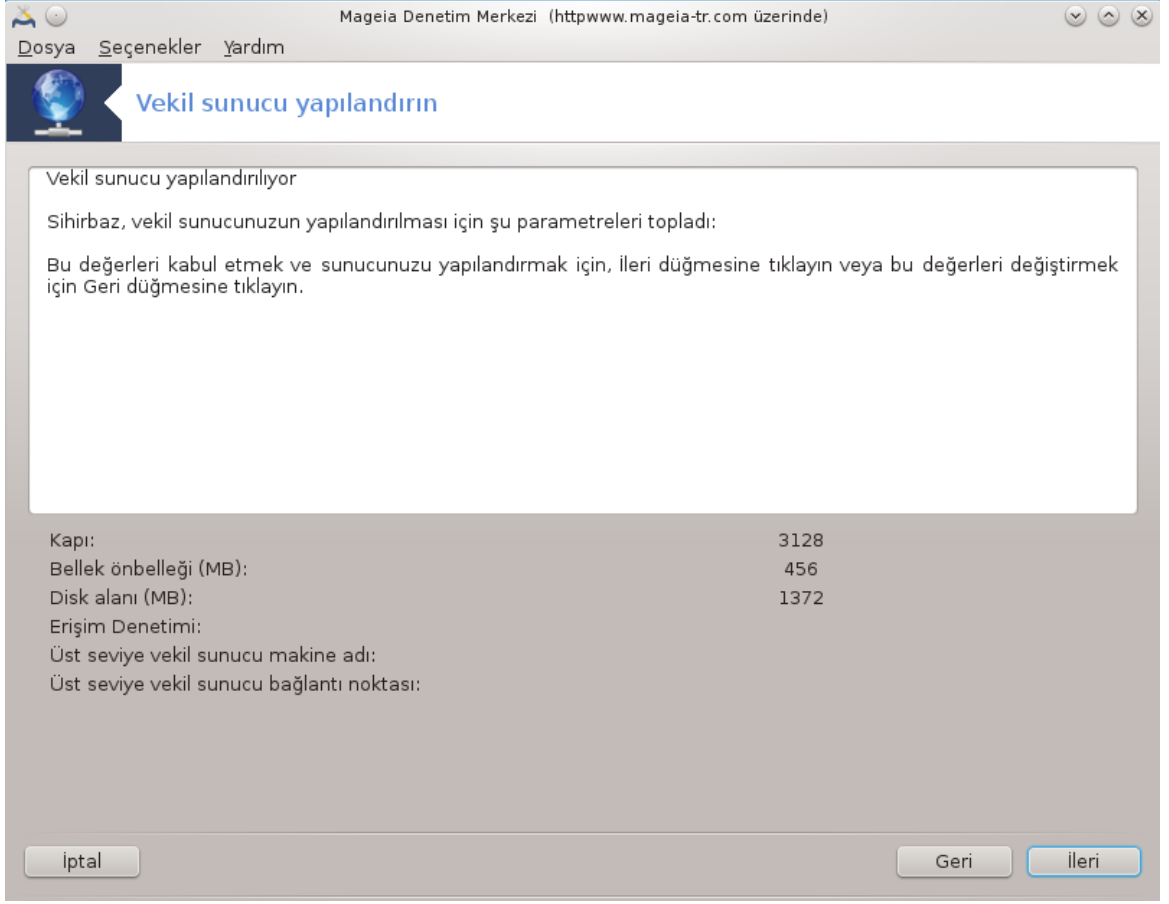 Mageia Denetim Merkezi (httpwww.mageia-tr.com üzerinde)
Dosya Seçenekler Yardım
Vekil sunucu yapılandırın
Vekil sunucu yapılandırılıyor
Sihirbaz, vekil sunucunuzun yapılandırılması için şu parametreleri topladı:
Bu değerleri kabul etmek ve sunucunuzu yapılandırmak için, İleri düğmesine tıklayın veya bu değerleri değiştirmek
için Geri düğmesine tıklayın.
Kapı: 3128
Bellek önbelleği (MB): 456
Disk alanı (MB): 1372
Erişim Denetimi:
Üst seviye vekil sunucu makine adı:
Üst seviye vekil sunucu bağlantı noktası:
İptal Geri İleri